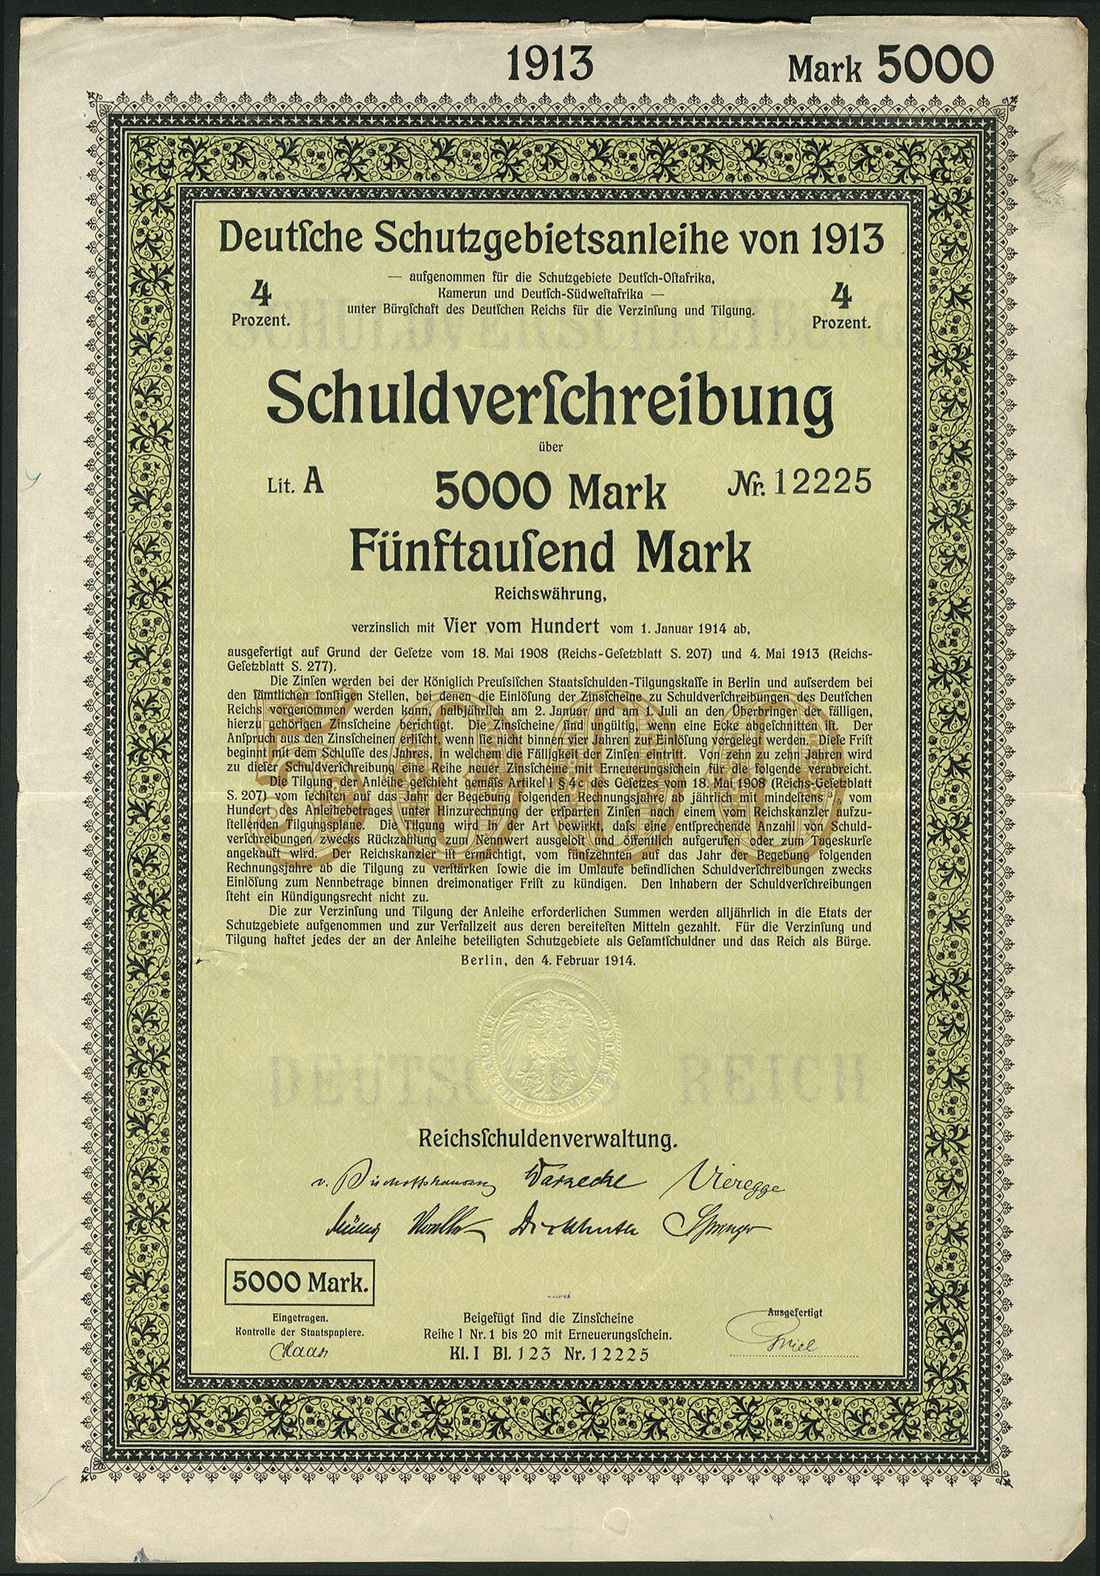 1913
Mark 5000
Deutſche Schutzgebietsanleihe von 1913
— aufgenommen für die Schutzgebiete Deutſch-Oſtafrika,
Kamerun und Deutſch-Südweſtafrika —
unter Bürgſchaft des Deutſchen Reichs für die Verzinſung und Tilgung.
4
Prozent.
4
Prozent.
SCHULDVERSCHREIBUNG
Schuldverſchreibung
über
Lit. A
5000 Mark
Nr. 12225
Fünftauſend Mark
Reichswährung,
verzinslich mit Vier vom Hundert vom 1. Januar 1914 ab,
ausgefertigt auf Grund der Geſetze vom 18. Mai 1908 (Reichs-Geſetzblatt S. 207) und 4. Mai 1913 (Reichs-
Geſetzblatt S. 277).
Die Zinſen werden bei der Königlich Preuſsiſchen Staatsſchulden-Tilgungskaſſe in Berlin und auſserdem bei
den ſämtlichen ſonſtigen Stellen, bei denen die Einlöſung der Zinsſcheine zu Schuldverſchreibungen des Deutſchen
Reichs vorgenommen werden kann, halbjährlich am 2. Januar und am 1. Juli an den Überbringer der fälligen,
hierzu gehörigen Zinsſcheine berichtigt. Die Zinsſcheine ſind ungültig, wenn eine Ecke abgeſchnitten iſt. Der
Anſpruch aus den Zinsſcheinen erliſcht, wenn ſie nicht binnen vier Jahren zur Einlöſung vorgelegt werden. Dieſe Friſt
beginnt mit dem Schluſſe des Jahres, in welchem die Fälligkeit der Zinſen eintritt. Von zehn zu zehn Jahren wird
zu dieſer Schuldverſchreibung eine Reihe neuer Zinsſcheine mit Erneuerungsſchein für die folgende verabreicht.
Die Tilgung der Anleihe geſchieht gemäſs Artikel I § 4c des Geſetzes vom 18. Mai 1908 (Reichs-Geſetzblatt
S. 207) vom ſechſten auf das Jahr der Begebung folgenden Rechnungsjahre ab jährlich mit mindeſtens vom
Hundert des Anleihebetrages unter Hinzurechnung der erſparten Zinſen nach einem vom Reichskanzler aufzu-
ſtellenden Tilgungsplane. Die Tilgung wird in der Art bewirkt, daſs eine entſprechende Anzahl von Schuld-
verſchreibungen zwecks Rückzahlung zum Nennwert ausgeloſt und öffentlich aufgerufen oder zum Tageskurſe
angekauft wird. Der Reichskanzler iſt ermächtigt, vom fünfzehnten auf das Jahr der Begebung folgenden
Rechnungsjahre ab die Tilgung zu verſtärken ſowie die im Umlaufe befindlichen Schuldverſchreibungen zwecks
Einlöſung zum Nennbetrage binnen dreimonatiger Friſt zu kündigen. Den Inhabern der Schuldverſchreibungen
ſteht ein Kündigungsrecht nicht zu.
Die zur Verzinſung und Tilgung der Anleihe erforderlichen Summen werden alljährlich in die Etats der
Schutzgebiete aufgenommen und zur Verfallzeit aus deren bereiteſten Mitteln gezahlt. Für die Verzinſung und
Tilgung haftet jedes der an der Anleihe beteiligten Schutzgebiete als Geſamtſchuldner und das Reich als Bürge.
5000
Berlin, den 4. Februar 1914.
DEUTSCHES REICH
Reichsſchuldenverwaltung.
v. Bischoffshausen Warnecke Vieregge
Springer
5000 Mark.
Eingetragen.
Kontrolle der Staatspapiere.
Beigefügt ſind die Zinsſcheine
Reihe I Nr. 1 bis 20 mit Erneuerungsſchein.
Kl. I Bl. 123 Nr. 12225
Ausgefertigt